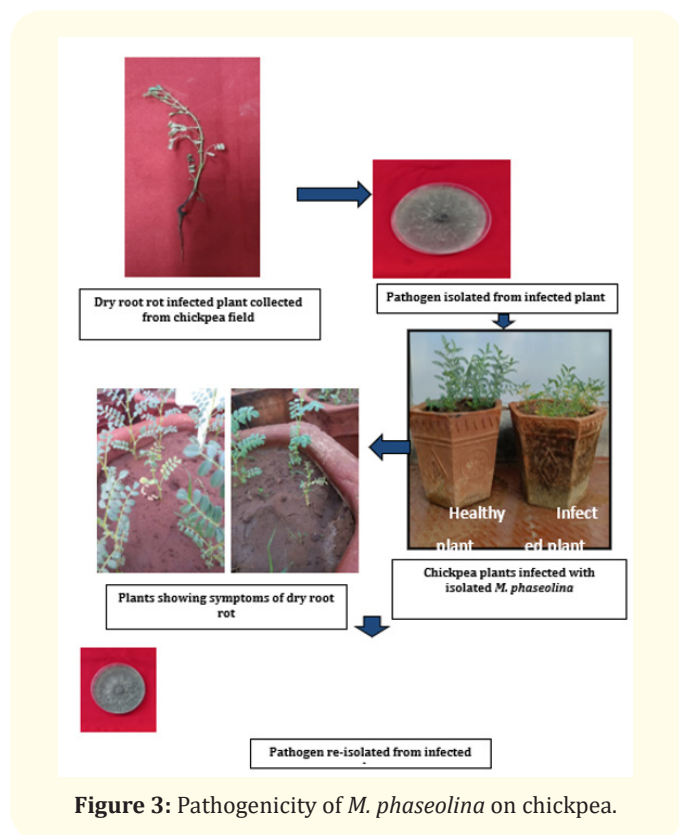 Dry root rot infected plant collected
from chickpea field
Pathogen isolated from infected plant
Healthy
plant
Infect
ed plant
Chickpea plants infected with
isolated M. phaseolina
Plants showing symptoms of dry root
rot
Pathogen re-isolated from infected
Figure 3: Pathogenicity of M. phaseolina on chickpea.